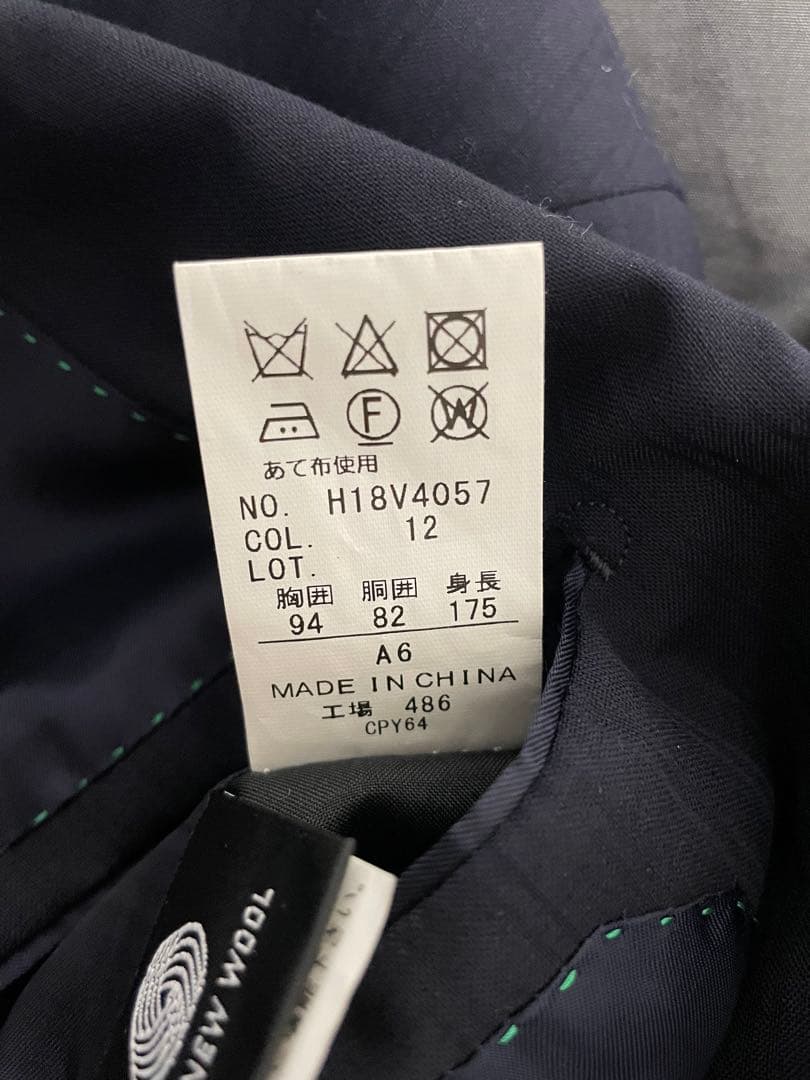 F W
あて布使用
NO. H18V4057
COL. 12
LOT.
胸囲 胴囲 身長
94 82 175
A6
MADE IN CHINA
工場 486
CPY64
NEW WOOL